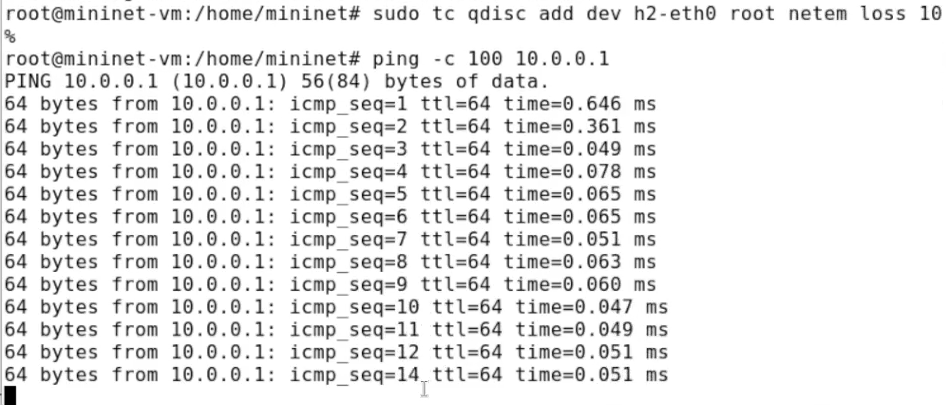 root@mininet-vm:/home/mininet# sudo tc qdisc add dev h2-eth0 root netem loss 10
%
root@mininet-vm:/home/mininet# ping -c 100 10.0.0.1
PING 10.0.0.1 (10.0.0.1) 56(84) bytes of data.
64 bytes from 10.0.0.1: icmp_seq=1 ttl=64 time=0.646 ms
64 bytes from 10.0.0.1: icmp_seq=2 ttl=64 time=0.361 ms
64 bytes from 10.0.0.1: icmp_seq=3 ttl=64 time=0.049 ms
64 bytes from 10.0.0.1: icmp_seq=4 ttl=64 time=0.078 ms
64 bytes from 10.0.0.1: icmp_seq=5 ttl=64 time=0.065 ms
64 bytes from 10.0.0.1: icmp_seq=6 ttl=64 time=0.065 ms
64 bytes from 10.0.0.1: icmp_seq=7 ttl=64 time=0.051 ms
64 bytes from 10.0.0.1: icmp_seq=8 ttl=64 time=0.063 ms
64 bytes from 10.0.0.1: icmp_seq=9 ttl=64 time=0.060 ms
64 bytes from 10.0.0.1: icmp_seq=10 ttl=64 time=0.047 ms
64 bytes from 10.0.0.1: icmp_seq=11 ttl=64 time=0.049 ms
64 bytes from 10.0.0.1: icmp_seq=12 ttl=64 time=0.051 ms
64 bytes from 10.0.0.1: icmp_seq=14 ttl=64 time=0.051 ms